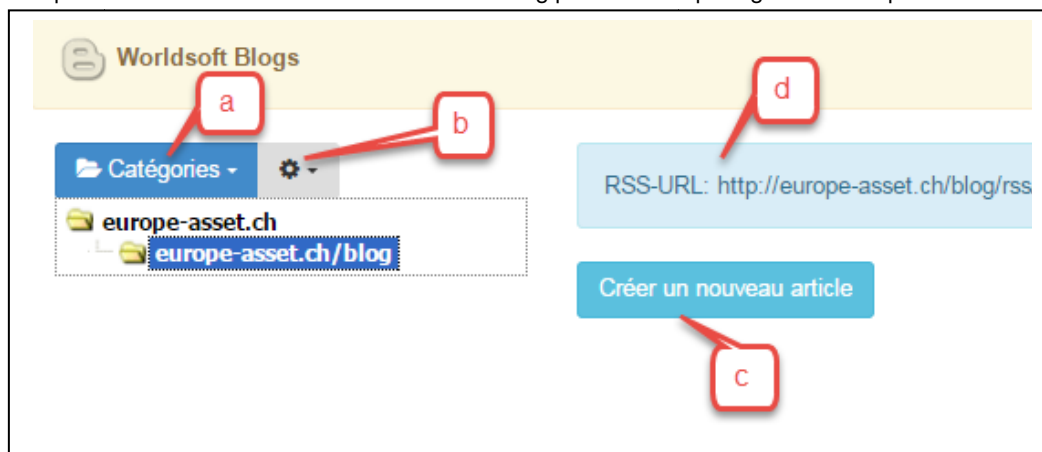 Worldsoft Blogs
a
b
d
Catégories
RSS-URL: http://europe-asset.ch/blog/rss
europe-asset.ch
europe-asset.ch/blog
Créer un nouveau article
c